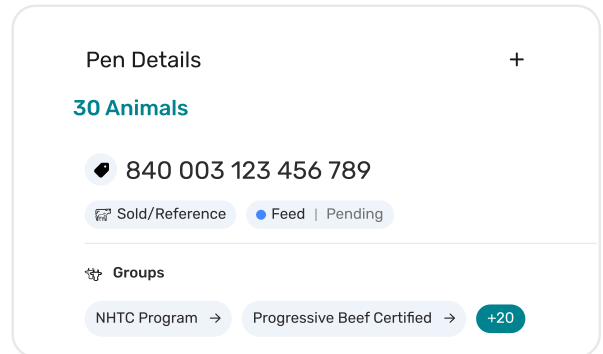 Pen Details +
30 Animals
840 003 123 456 789
Sold/Reference Feed | Pending
Groups
NHTC Program → Progressive Beef Certified → +20